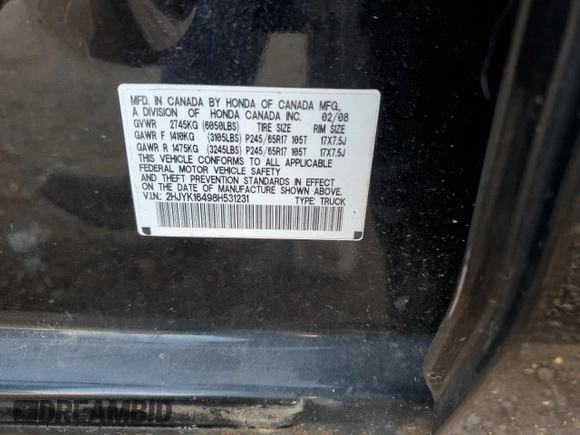 MFD. IN CANADA BY HONDA OF CANADA MFG.,
A DIVISION OF HONDA CANADA INC. 02/08
GVWR 2745KG (6050LBS) TIRE SIZE RIM SIZE
GAWR F 1410KG (3105LBS) P245/65R17 105T 17X7.5J
GAWR R 1475KG (3245LBS) P245/65R17 105T 17X7.5J
THIS VEHICLE CONFORMS TO ALL APPLICABLE
FEDERAL MOTOR VEHICLE SAFETY
AND THEFT PREVENTION STANDARDS IN EFFECT
ON THE DATE OF MANUFACTURE SHOWN ABOVE.
V.I.N.: 2HJYK16498H531231 TYPE: TRUCK
DREAMBID